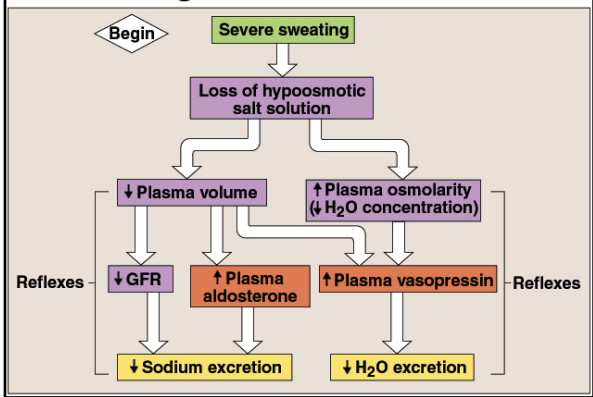 Begin
Severe sweating
Loss of hypoosmotic
salt solution
↓ Plasma volume
↑ Plasma osmolarity
(↓ H₂O concentration)
Reflexes
↓ GFR
↑ Plasma
aldosterone
↑ Plasma vasopressin
Reflexes
↓ Sodium excretion
↓ H₂O excretion